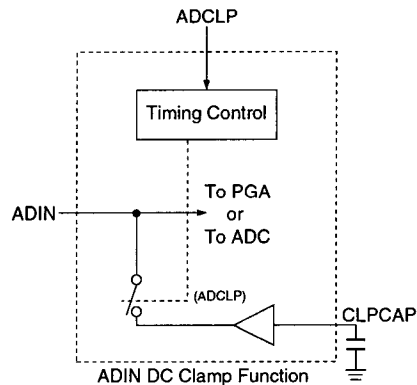 ADCLP
Timing Control
To PGA
or
To ADC
ADIN
(ADCLP)
CLPCAP
ADIN DC Clamp Function